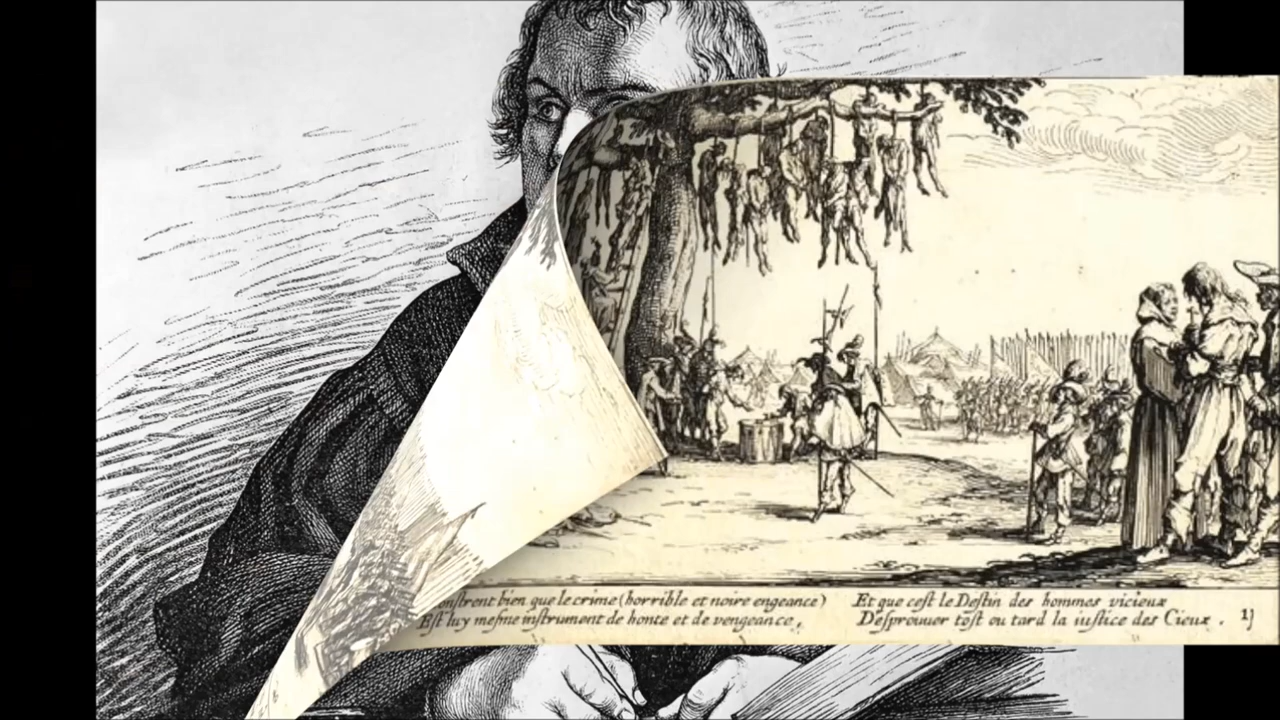 onstrent bien que le crime (horrible et noire engeance)
Est luy mesme instrument de honte et de vengeance,
Et que cest le Destin des hommes vicieux
Desprouuer tost ou tard la iustice des Cieux . 11